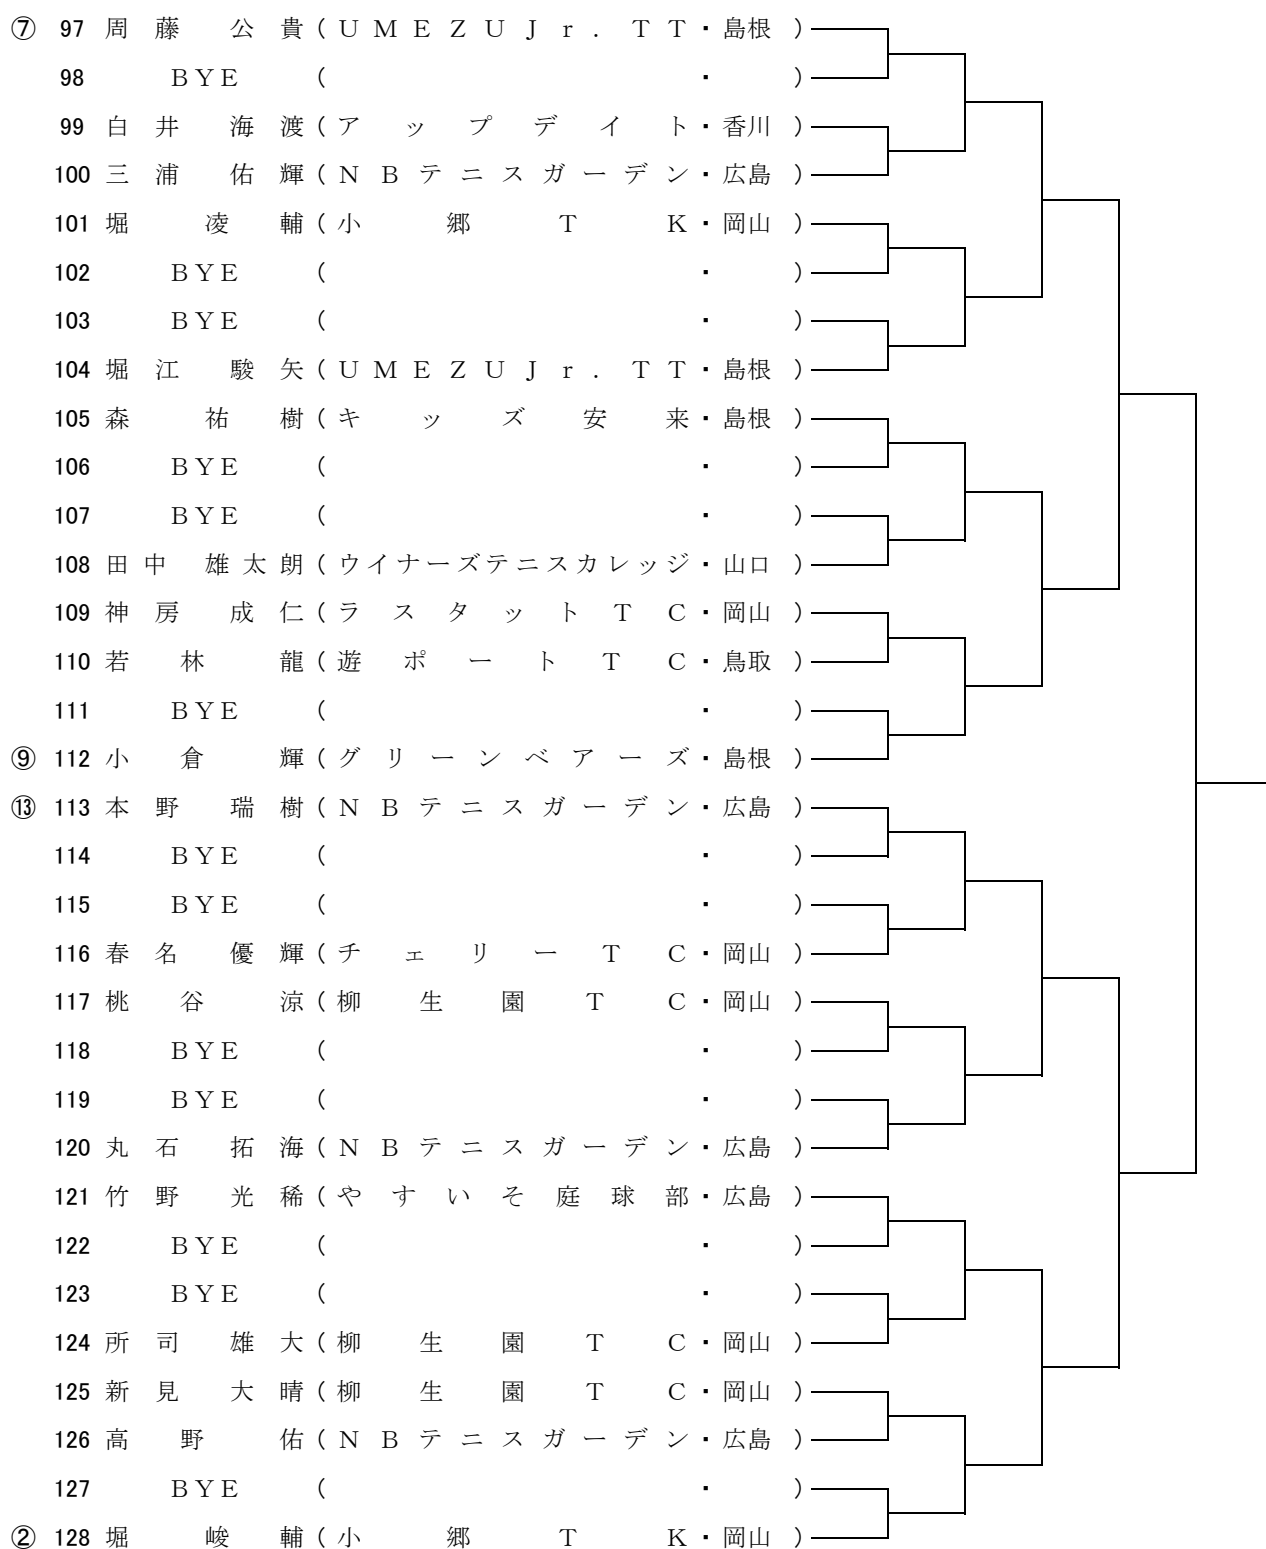 ⑦ 97 周藤 公貴 (UMEZUJr.TT・島根)
98 BYE ( ・ )
99 白井 海渡 (アップデイト・香川)
100 三浦 佑輝 (NBテニスガーデン・広島)
101 堀 凌輔 (小郷TK・岡山)
102 BYE ( ・ )
103 BYE ( ・ )
104 堀江 駿矢 (UMEZUJr.TT・島根)
105 森 祐樹 (キッズ安来・島根)
106 BYE ( ・ )
107 BYE ( ・ )
108 田中 雄太朗 (ウイナーズテニスカレッジ・山口)
109 神房 成仁 (ラスタットTC・岡山)
110 若林 龍 (遊ポートTC・鳥取)
111 BYE ( ・ )
⑨ 112 小倉 輝 (グリーンベアーズ・島根)
⑬ 113 本野 瑞樹 (NBテニスガーデン・広島)
114 BYE ( ・ )
115 BYE ( ・ )
116 春名 優輝 (チェリーTC・岡山)
117 桃谷 涼 (柳生園TC・岡山)
118 BYE ( ・ )
119 BYE ( ・ )
120 丸石 拓海 (NBテニスガーデン・広島)
121 竹野 光稀 (やすいそ庭球部・広島)
122 BYE ( ・ )
123 BYE ( ・ )
124 所司 雄大 (柳生園TC・岡山)
125 新見 大晴 (柳生園TC・岡山)
126 高野 佑 (NBテニスガーデン・広島)
127 BYE ( ・ )
② 128 堀 峻輔 (小郷TK・岡山)